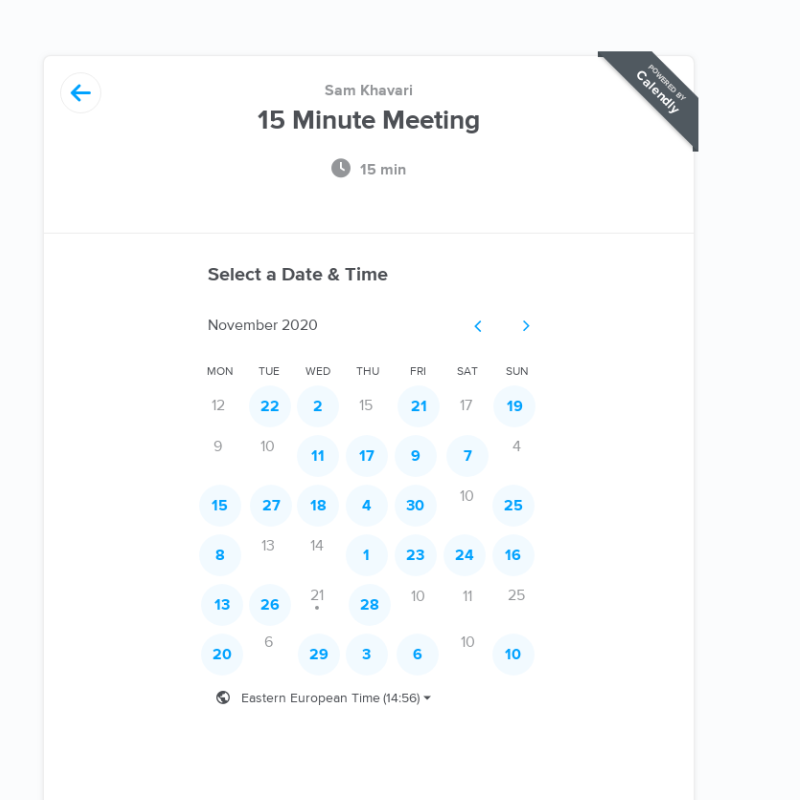 Sam Khavari
15 Minute Meeting
15 min
POWERED BY
Calendly
Select a Date & Time
November 2020
MON TUE WED THU FRI SAT SUN
12 22 2 15 21 17 19
9 10 11 17 9 7 4
15 27 18 4 30 10 25
8 13 14 1 23 24 16
13 26 21 28 10 11 25
20 6 29 3 6 10 10
Eastern European Time (14:56)